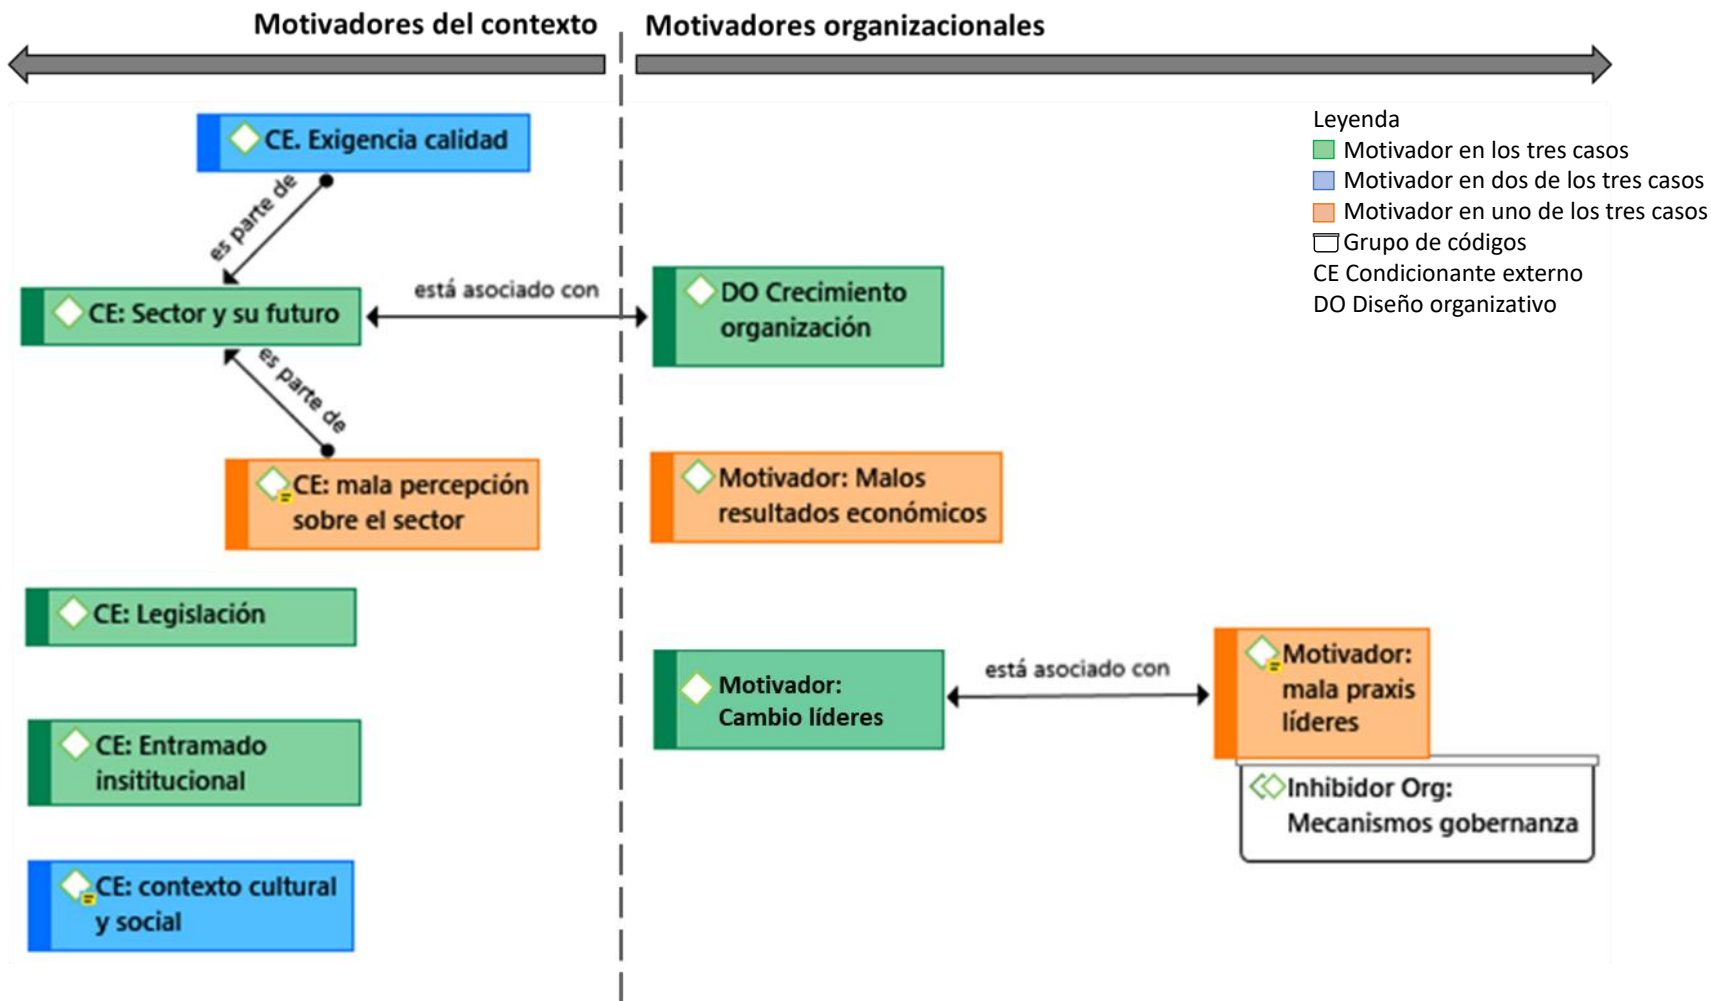 Motivadores del contexto
Motivadores organizacionales
Leyenda
Motivador en los tres casos
Motivador en dos de los tres casos
Motivador en uno de los tres casos
Grupo de códigos
CE Condicionante externo
DO Diseño organizativo
CE. Exigencia calidad
es parte de
CE: Sector y su futuro
está asociado con
DO Crecimiento
organización
es parte de
CE: mala percepción
sobre el sector
Motivador: Malos
resultados económicos
CE: Legislación
Motivador:
Cambio líderes
está asociado con
Motivador:
mala praxis
líderes
CE: Entramado
insititucional
Inhibidor Org:
Mecanismos gobernanza
CE: contexto cultural
y social